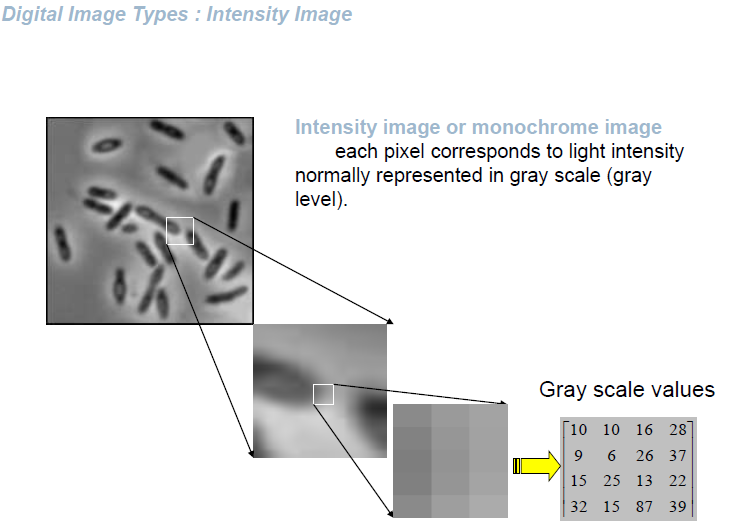 Digital Image Types : Intensity Image
Intensity image or monochrome image
each pixel corresponds to light intensity
normally represented in gray scale (gray
level).
Gray scale values
10 10 16 28
9 6 26 37
15 25 13 22
32 15 87 39